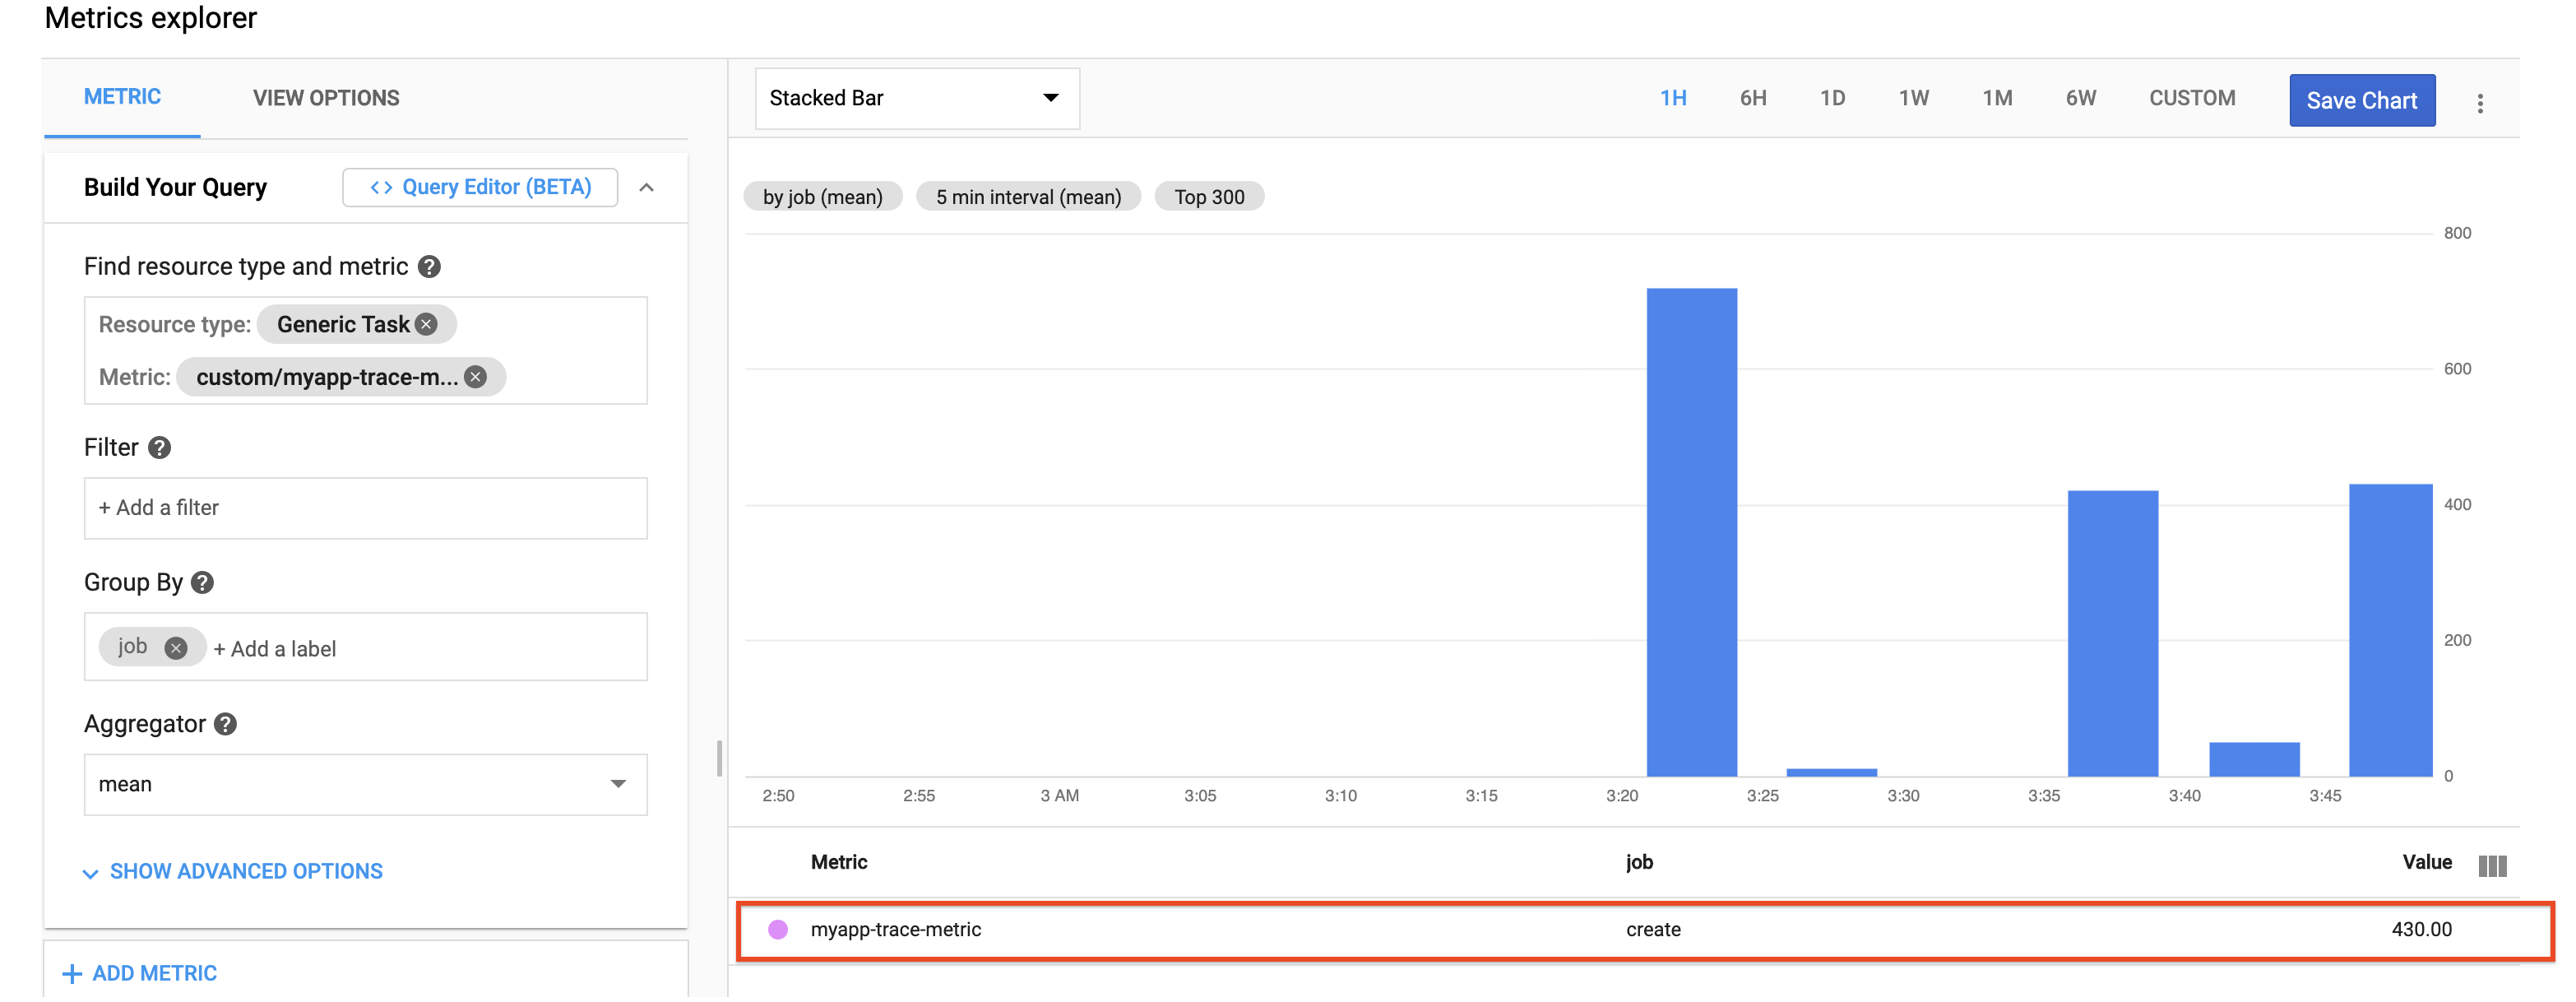 Metrics explorer
METRIC
VIEW OPTIONS
Build Your Query
<> Query Editor (BETA)
Find resource type and metric ?
Resource type: Generic Task
Metric: custom/myapp-trace-m...
Filter ?
+ Add a filter
Group By ?
job + Add a label
Aggregator ?
mean
SHOW ADVANCED OPTIONS
+ ADD METRIC
Stacked Bar
1H 6H 1D 1W 1M 6W CUSTOM
Save Chart
by job (mean) 5 min interval (mean) Top 300
800
600
400
200
0
2:50 2:55 3 AM 3:05 3:10 3:15 3:20 3:25 3:30 3:35 3:40 3:45
Metric job Value
myapp-trace-metric create 430.00